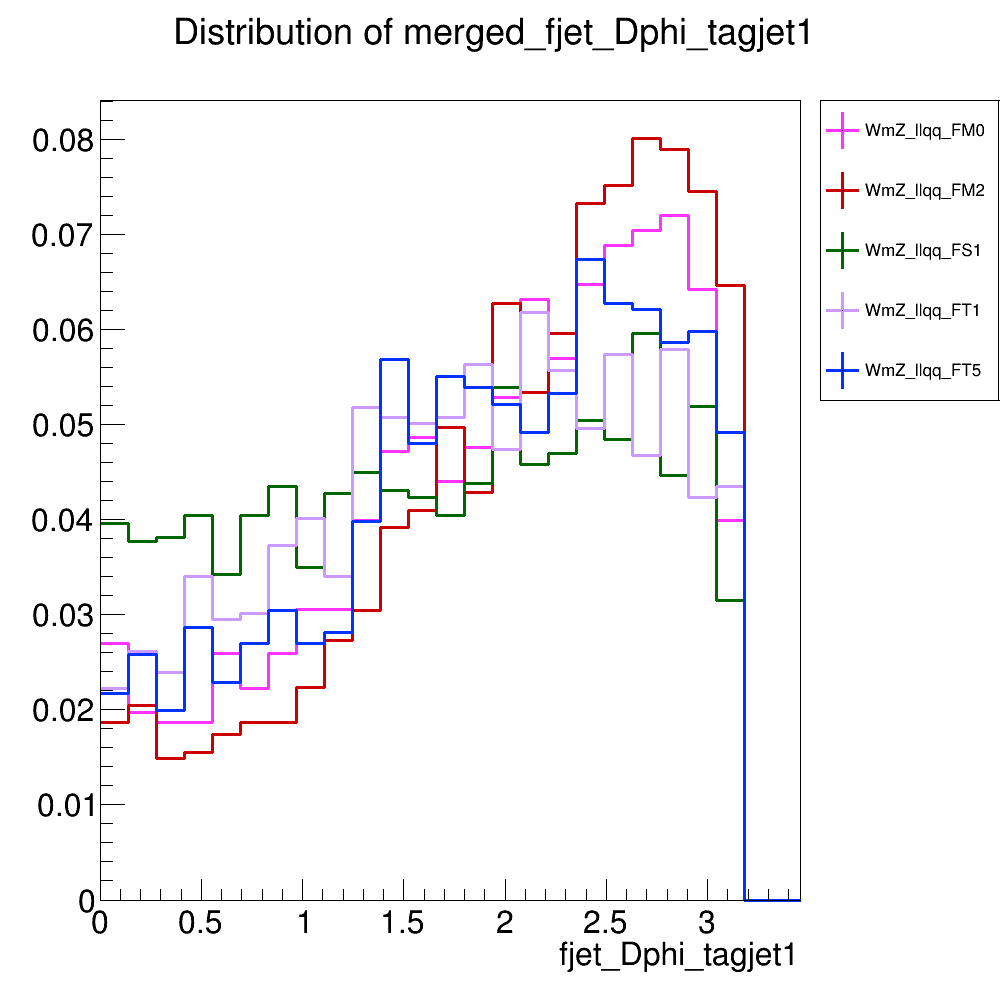 Distribution of merged_fjet_Dphi_tagjet1
0.08
0.07
0.06
0.05
0.04
0.03
0.02
0.01
0
0 0.5 1 1.5 2 2.5 3
fjet_Dphi_tagjet1
WmZ_llqq_FM0
WmZ_llqq_FM2
WmZ_llqq_FS1
WmZ_llqq_FT1
WmZ_llqq_FT5